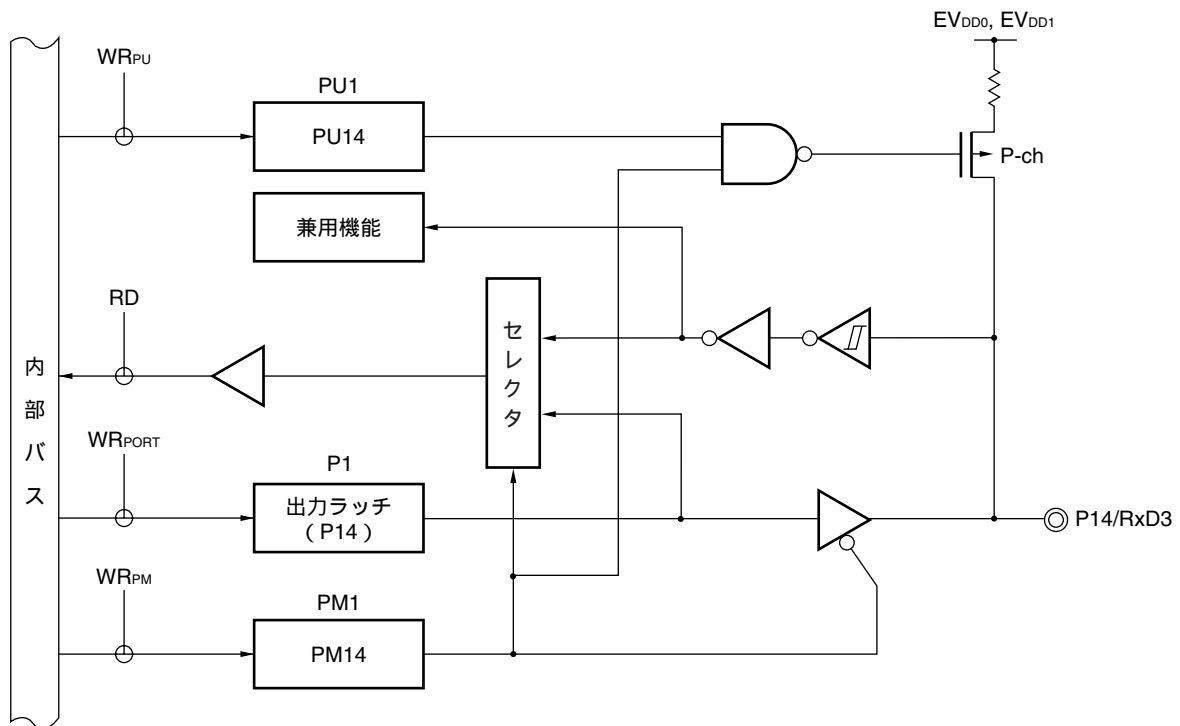 EVDD0, EVDD1
WRPU
PU1
PU14
P-ch
兼用機能
RD
セレクタ
内部バス
WRPORT
P1
出力ラッチ
(P14)
P14/RxD3
WRPM
PM1
PM14